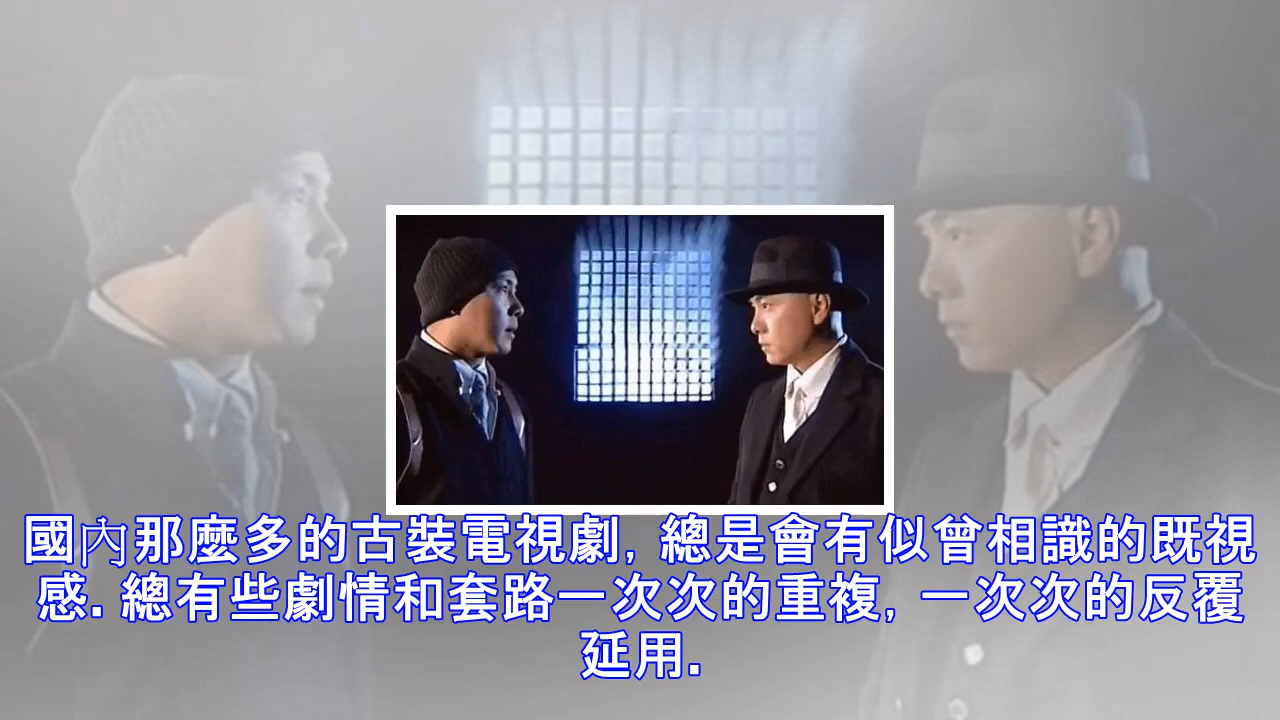 國內那麼多的古裝電視劇, 總是會有似曾相識的既視
感. 總有些劇情和套路一次次的重複, 一次次的反覆
延用.